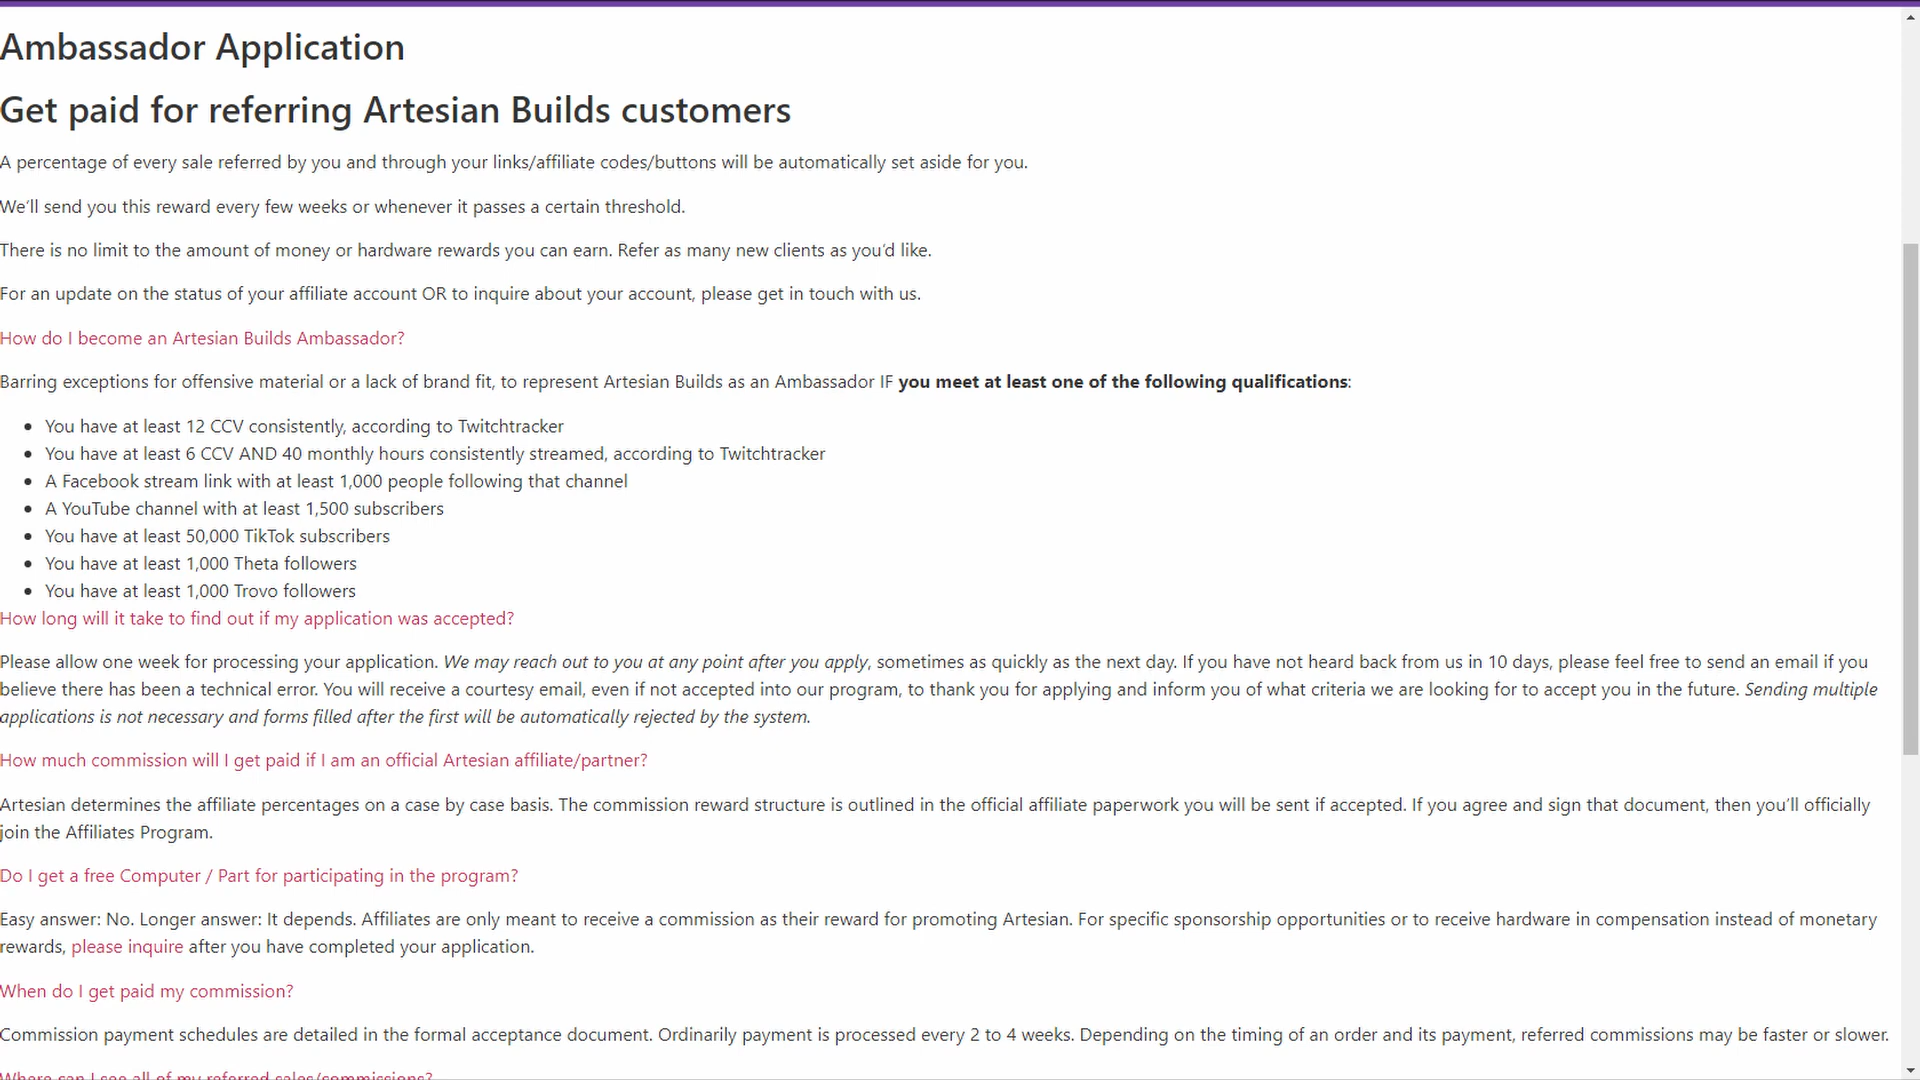 Ambassador Application
Get paid for referring Artesian Builds customers
A percentage of every sale referred by you and through your links/affiliate codes/buttons will be automatically set aside for you.
We'll send you this reward every few weeks or whenever it passes a certain threshold.
There is no limit to the amount of money or hardware rewards you can earn. Refer as many new clients as you'd like.
For an update on the status of your affiliate account OR to inquire about your account, please get in touch with us.
How do I become an Artesian Builds Ambassador?
Barring exceptions for offensive material or a lack of brand fit, to represent Artesian Builds as an Ambassador IF you meet at least one of the following qualifications:
• You have at least 12 CCV consistently, according to Twitchtracker
• You have at least 6 CCV AND 40 monthly hours consistently streamed, according to Twitchtracker
• A Facebook stream link with at least 1,000 people following that channel
• A YouTube channel with at least 1,500 subscribers
• You have at least 50,000 TikTok subscribers
• You have at least 1,000 Theta followers
• You have at least 1,000 Trovo followers
How long will it take to find out if my application was accepted?
Please allow one week for processing your application. We may reach out to you at any point after you apply, sometimes as quickly as the next day. If you have not heard back from us in 10 days, please feel free to send an email if you
believe there has been a technical error. You will receive a courtesy email, even if not accepted into our program, to thank you for applying and inform you of what criteria we are looking for to accept you in the future. Sending multiple
applications is not necessary and forms filled after the first will be automatically rejected by the system.
How much commission will I get paid if I am an official Artesian affiliate/partner?
Artesian determines the affiliate percentages on a case by case basis. The commission reward structure is outlined in the official affiliate paperwork you will be sent if accepted. If you agree and sign that document, then you'll officially
join the Affiliates Program.
Do I get a free Computer / Part for participating in the program?
Easy answer: No. Longer answer: It depends. Affiliates are only meant to receive a commission as their reward for promoting Artesian. For specific sponsorship opportunities or to receive hardware in compensation instead of monetary
rewards, please inquire after you have completed your application.
When do I get paid my commission?
Commission payment schedules are detailed in the formal acceptance document. Ordinarily payment is processed every 2 to 4 weeks. Depending on the timing of an order and its payment, referred commissions may be faster or slower.
Where can I see all of my referred sales/commissions?